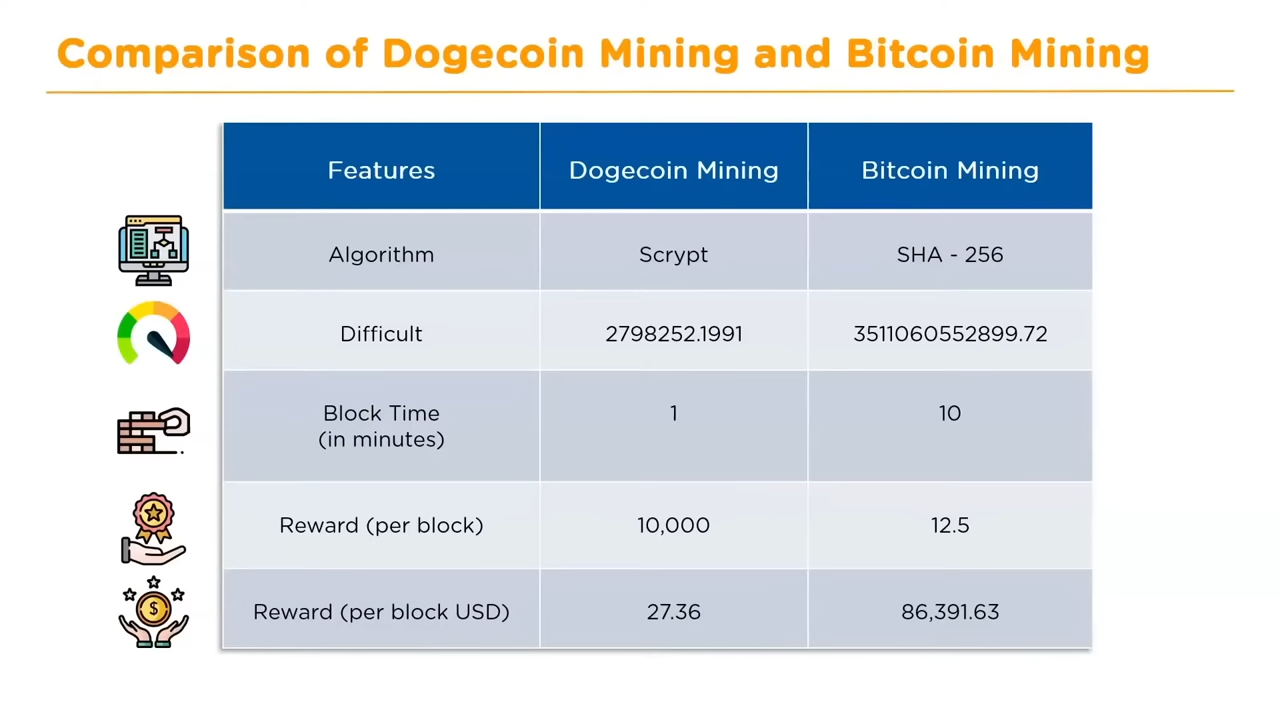 Comparison of Dogecoin Mining and Bitcoin Mining
Features Dogecoin Mining Bitcoin Mining
Algorithm Scrypt SHA - 256
Difficult 2798252.1991 3511060552899.72
Block Time 1 10
(in minutes)
Reward (per block) 10,000 12.5
Reward (per block USD) 27.36 86,391.63
$